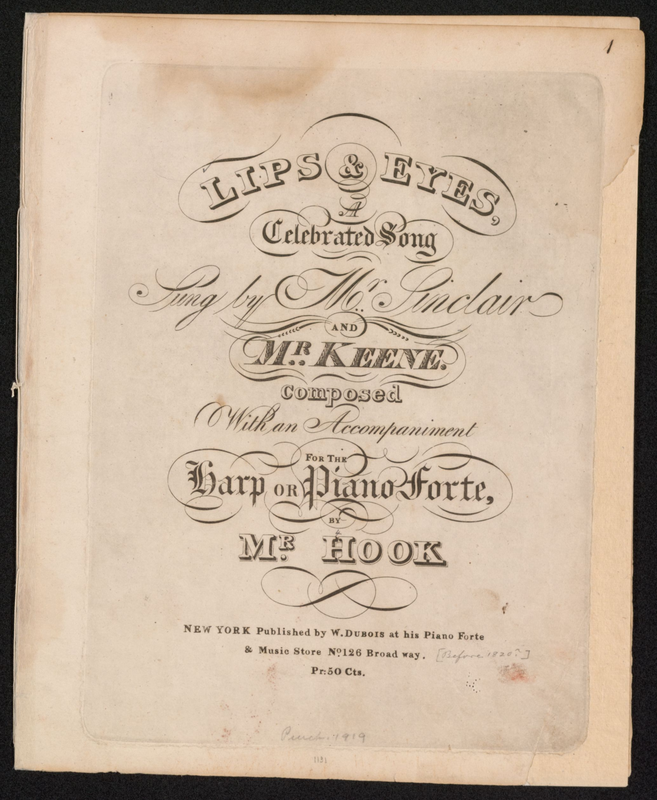 1
LIPS & EYES,
A
Celebrated Song
Sung by Mr. Sinclair
AND
MR. KEENE.
Composed
With an Accompaniment
FOR THE
Harp OR Piano Forte,
BY
MR. HOOK
NEW YORK Published by W. DUBOIS at his Piano Forte
& Music Store No. 126 Broad way. [Before 1820?]
Pr: 50 Cts.
Purch. 1919